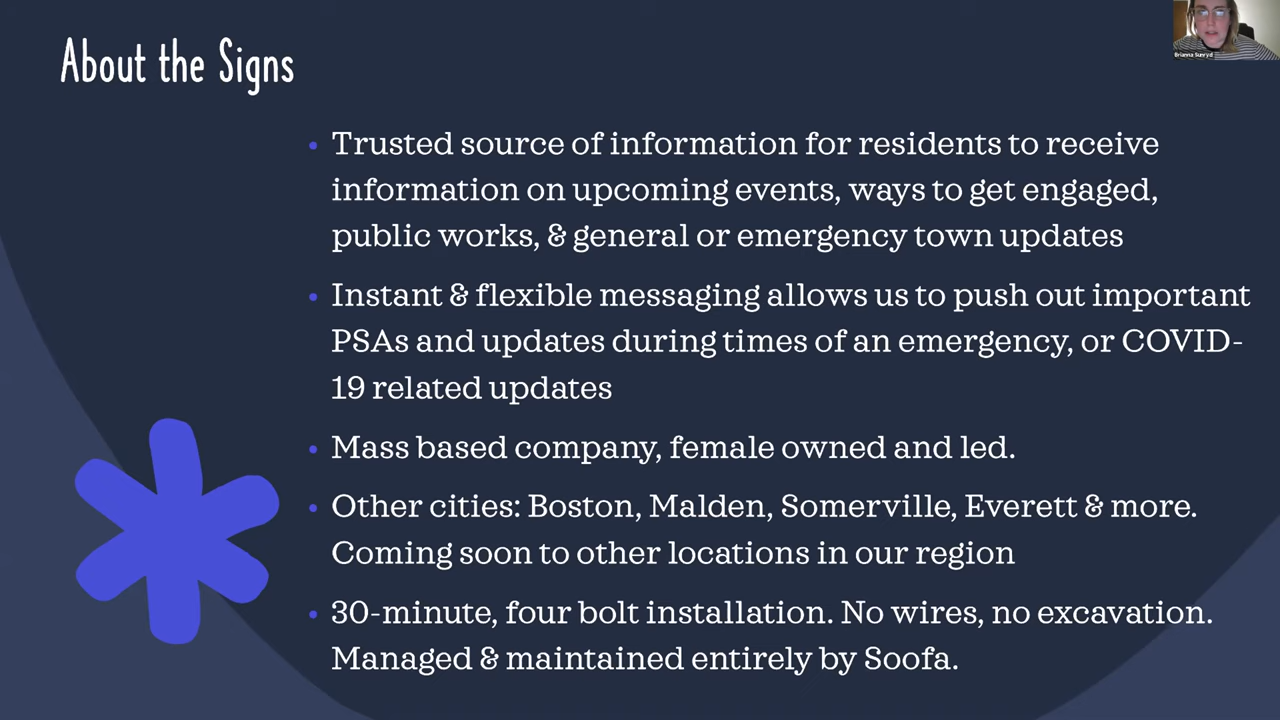 About the Signs
Brianna Sunryd
• Trusted source of information for residents to receive
information on upcoming events, ways to get engaged,
public works, & general or emergency town updates
• Instant & flexible messaging allows us to push out important
PSAs and updates during times of an emergency, or COVID-
19 related updates
• Mass based company, female owned and led.
• Other cities: Boston, Malden, Somerville, Everett & more.
Coming soon to other locations in our region
• 30-minute, four bolt installation. No wires, no excavation.
Managed & maintained entirely by Soofa.